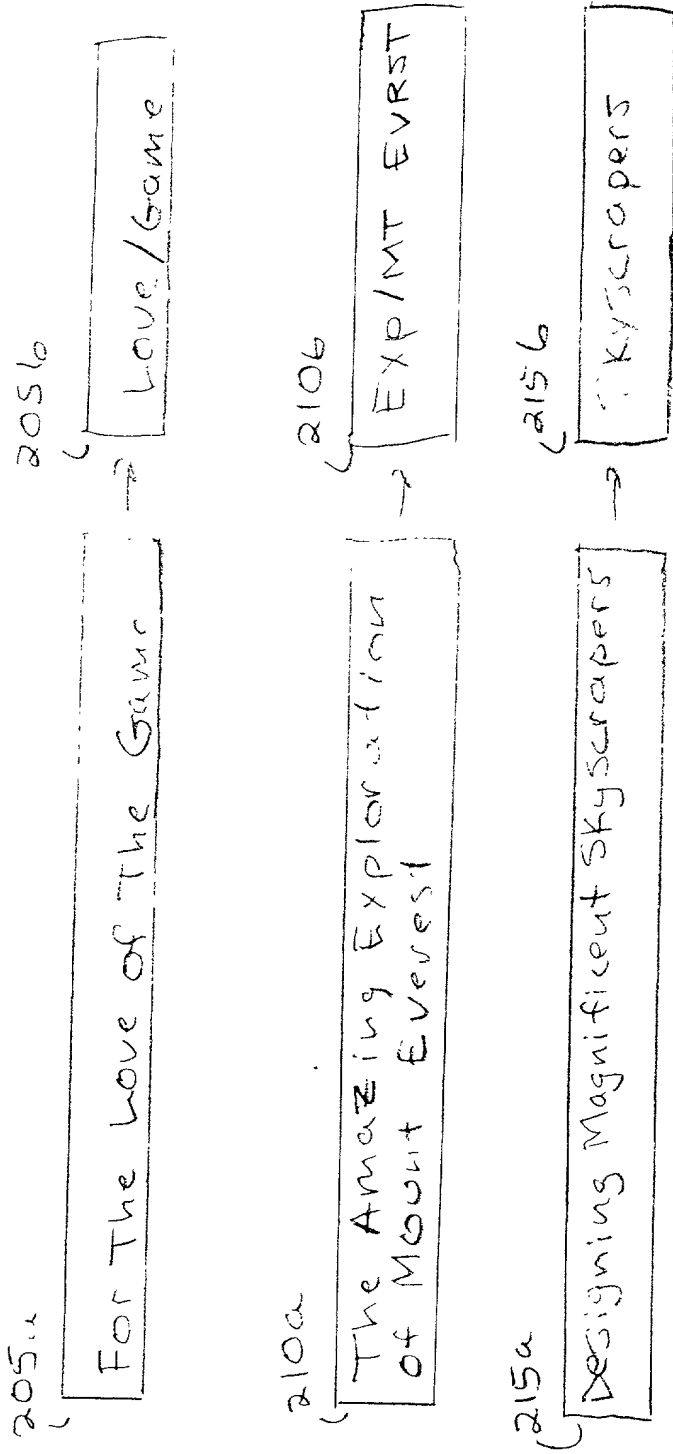 205a
205b
For The Love of The Game
Love/Game
210a
210b
The Amazing Exploration
of Mount Everest
Exp/MT EVRST
215a
215b
Designing Magnificent Skyscrapers
Skyscrapers